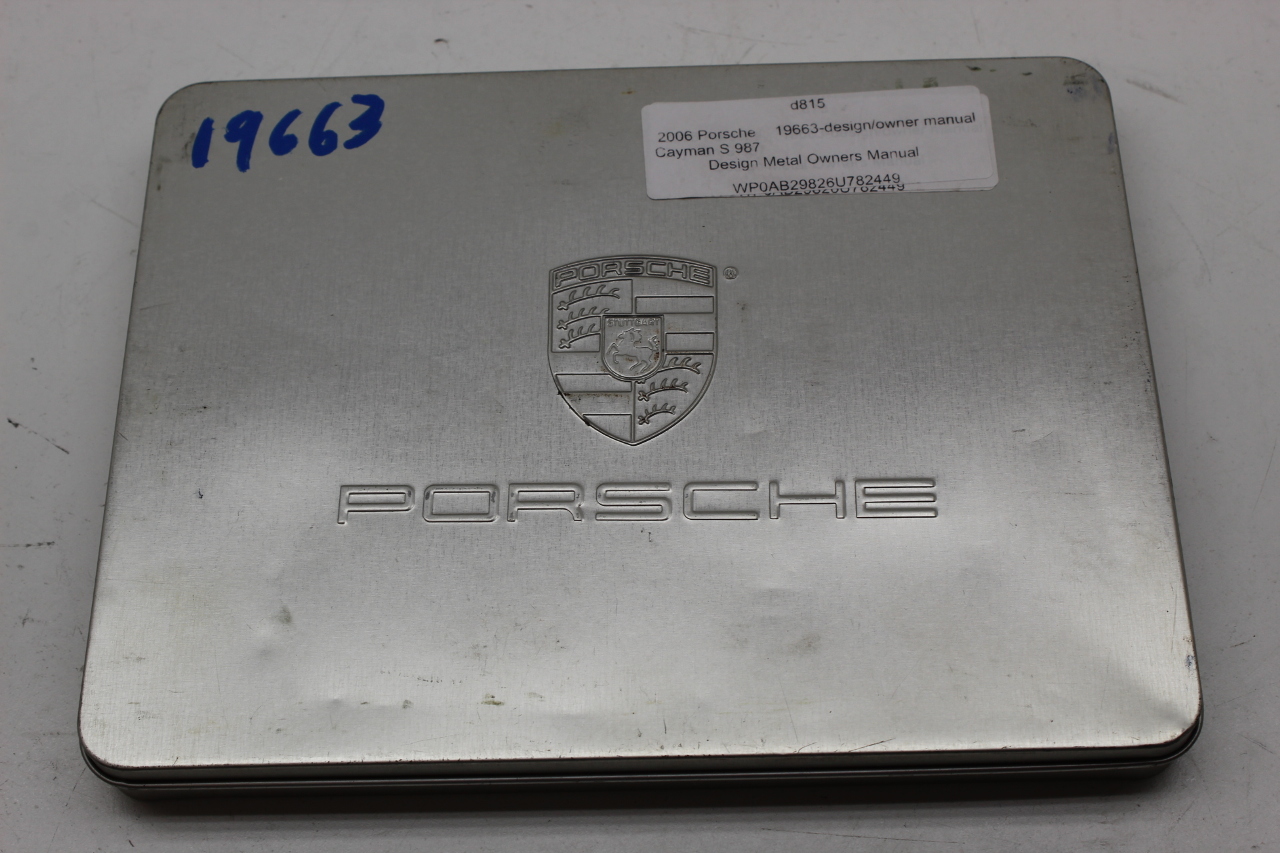 19663
d815
2006 Porsche 19663-design/owner manual
Cayman S 987
Design Metal Owners Manual
WP0AB29826U782449
PORSCHE
®
STUTTGART
PORSCHE